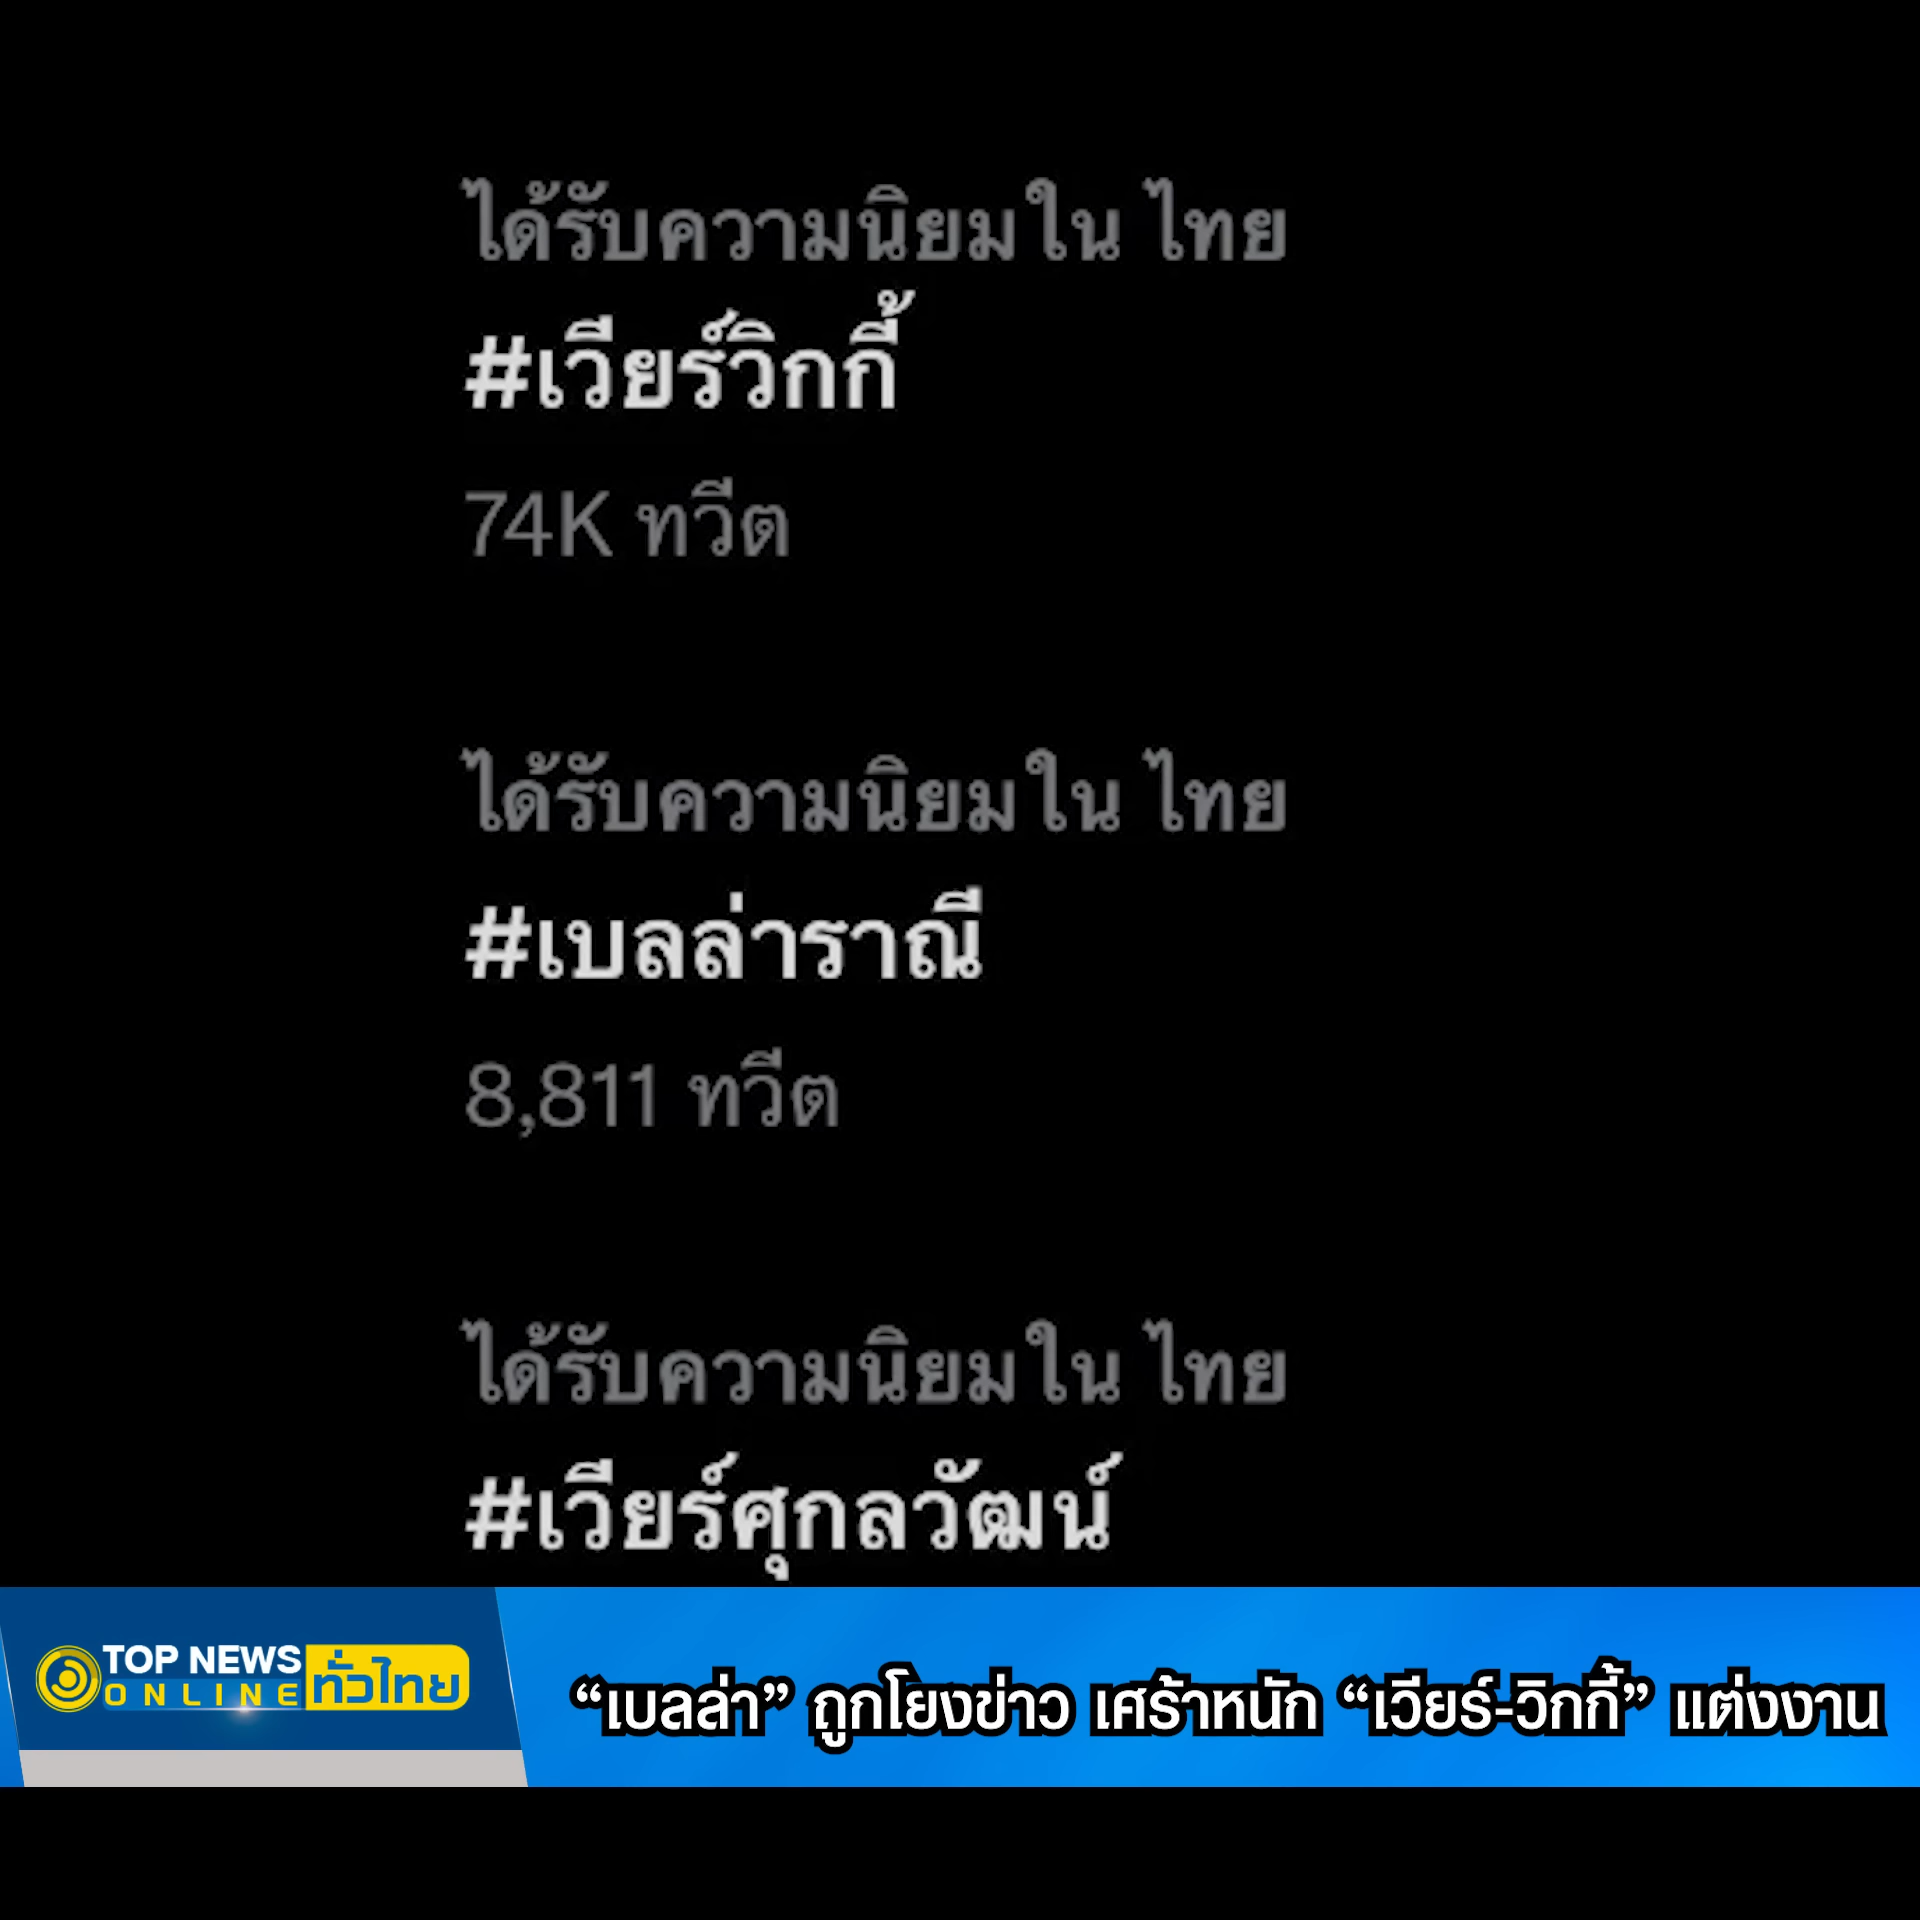 ได้รับความนิยมใน ไทย
#เวียร์วิกกี้
74K ทวีต
ได้รับความนิยมใน ไทย
#เบลล่าราณี
8,811 ทวีต
ได้รับความนิยมใน ไทย
#เวียร์ศุกลวัฒน์
TOP NEWS
ONLINE ทั่วไทย
“เบลล่า” ถูกโยงข่าว เศร้าหนัก “เวียร์-วิกกี้” แต่งงาน